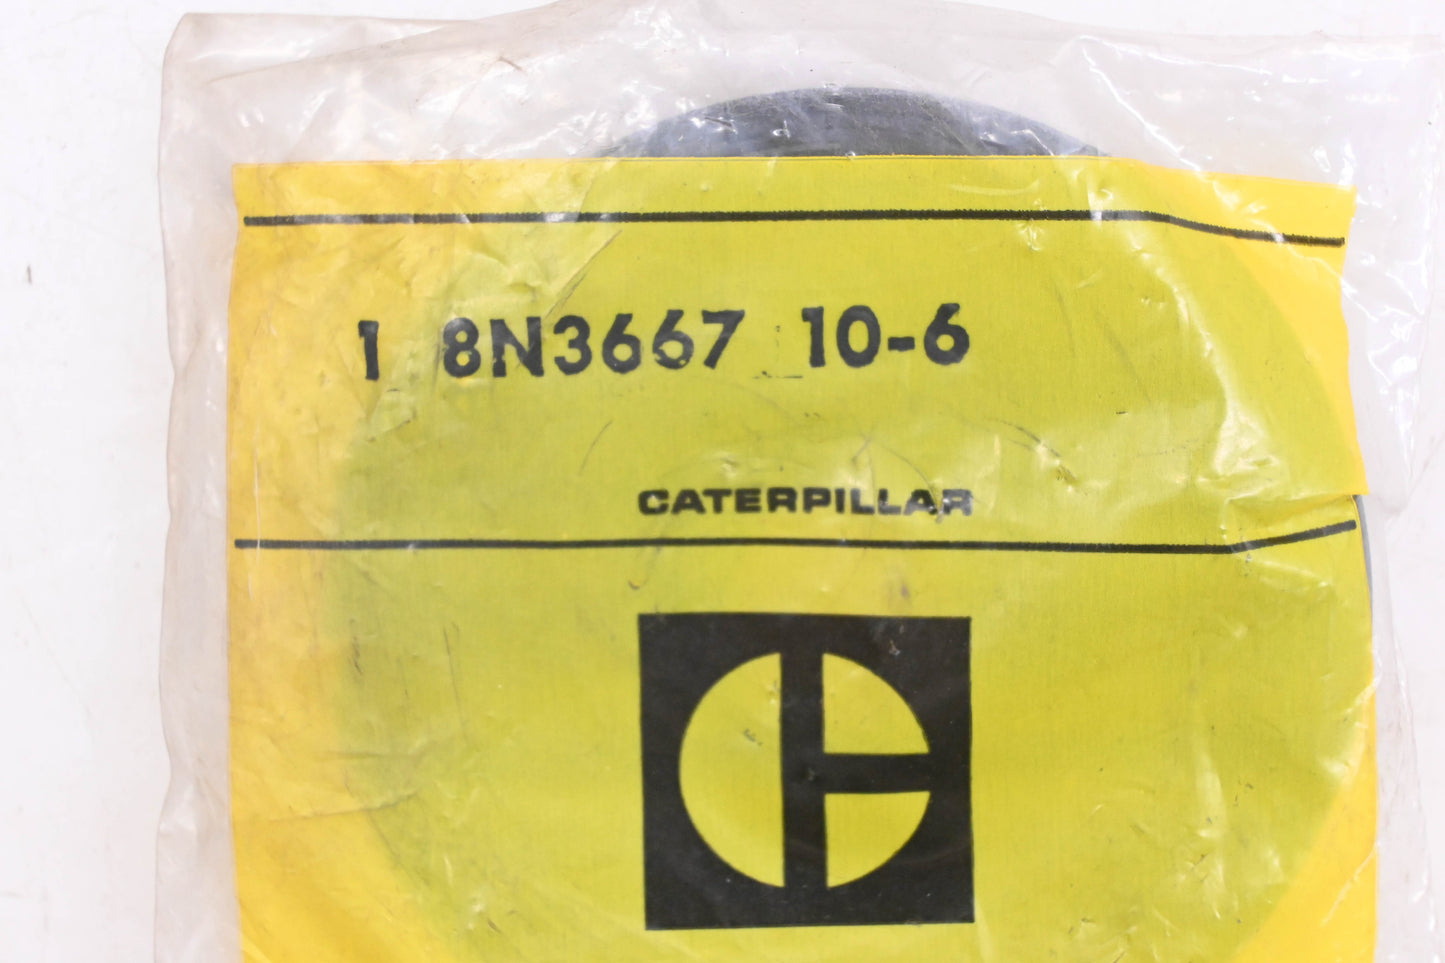 1 8N3667 10-6
CATERPILLAR